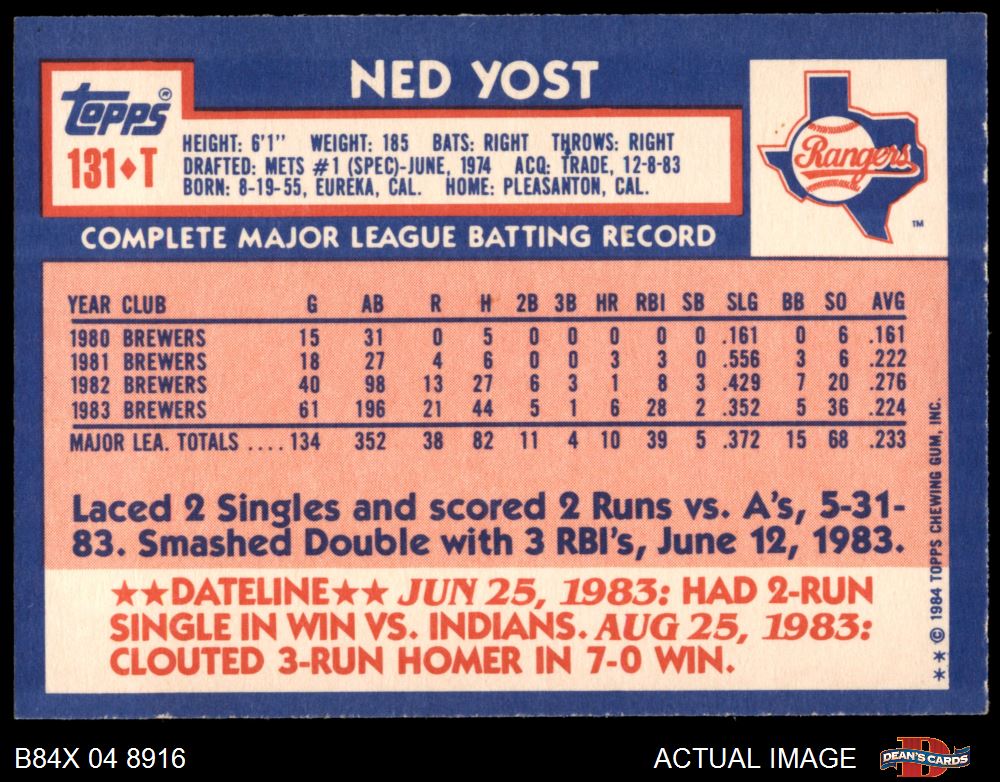 NED YOST
Topps®
131♦T
HEIGHT: 6'1" WEIGHT: 185 BATS: RIGHT THROWS: RIGHT
DRAFTED: METS #1 (SPEC)-JUNE, 1974 ACQ: TRADE, 12-8-83
BORN: 8-19-55, EUREKA, CAL. HOME: PLEASANTON, CAL.
Rangers
TM
COMPLETE MAJOR LEAGUE BATTING RECORD
YEAR CLUB G AB R H 2B 3B HR RBI SB SLG BB SO AVG
1980 BREWERS 15 31 0 5 0 0 0 0 0 .161 0 6 .161
1981 BREWERS 18 27 4 6 0 0 3 3 0 .556 3 6 .222
1982 BREWERS 40 98 13 27 6 3 1 8 3 .429 7 20 .276
1983 BREWERS 61 196 21 44 5 1 6 28 2 .352 5 36 .224
MAJOR LEA. TOTALS .... 134 352 38 82 11 4 10 39 5 .372 15 68 .233
Laced 2 Singles and scored 2 Runs vs. A's, 5-31-
83. Smashed Double with 3 RBI's, June 12, 1983.
★★DATELINE★★ JUN 25, 1983: HAD 2-RUN
SINGLE IN WIN VS. INDIANS. AUG 25, 1983:
CLOUTED 3-RUN HOMER IN 7-0 WIN.
** © 1984 TOPPS CHEWING GUM, INC.
B84X 04 8916
ACTUAL IMAGE
DEAN'S CARDS